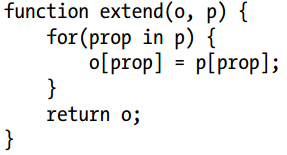 function extend(o, p) {
    for(prop in p) {
        o[prop] = p[prop];
    }
    return o;
}